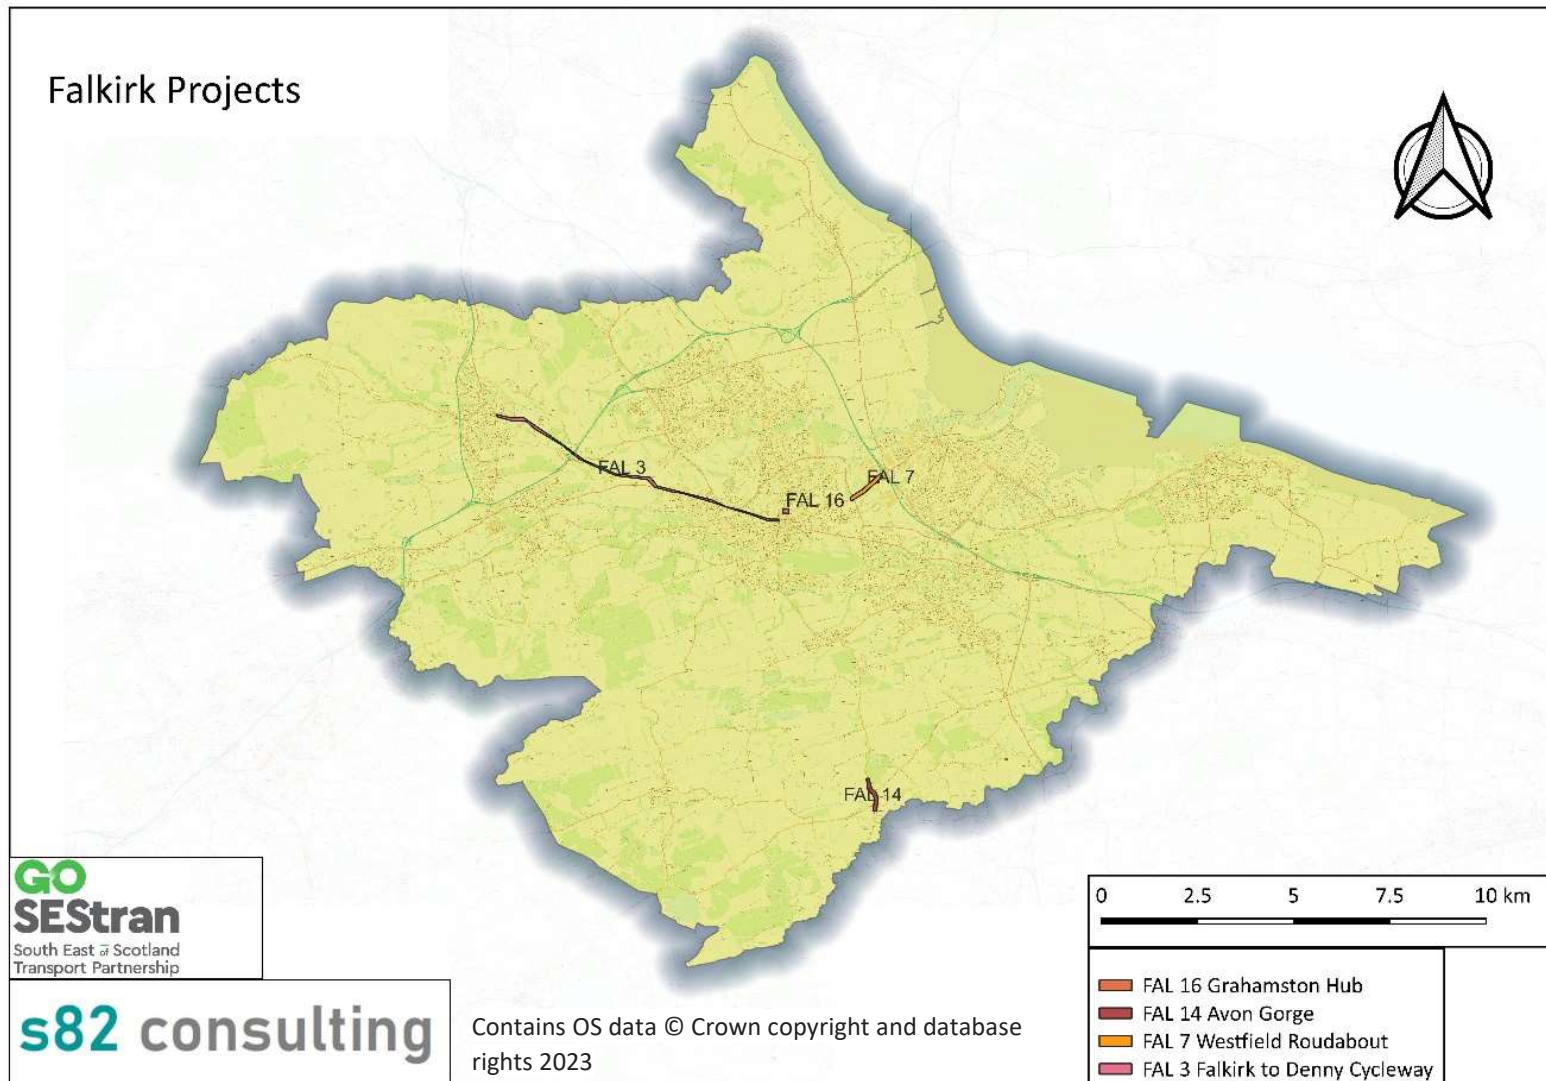 Falkirk Projects
FAL 3
FAL 7
FAL 16
FAL 14
GO
SEStran
South East of Scotland
Transport Partnership
s82 consulting
Contains OS data © Crown copyright and database
rights 2023
0 2.5 5 7.5 10 km
FAL 16 Grahamston Hub
FAL 14 Avon Gorge
FAL 7 Westfield Roudabout
FAL 3 Falkirk to Denny Cycleway